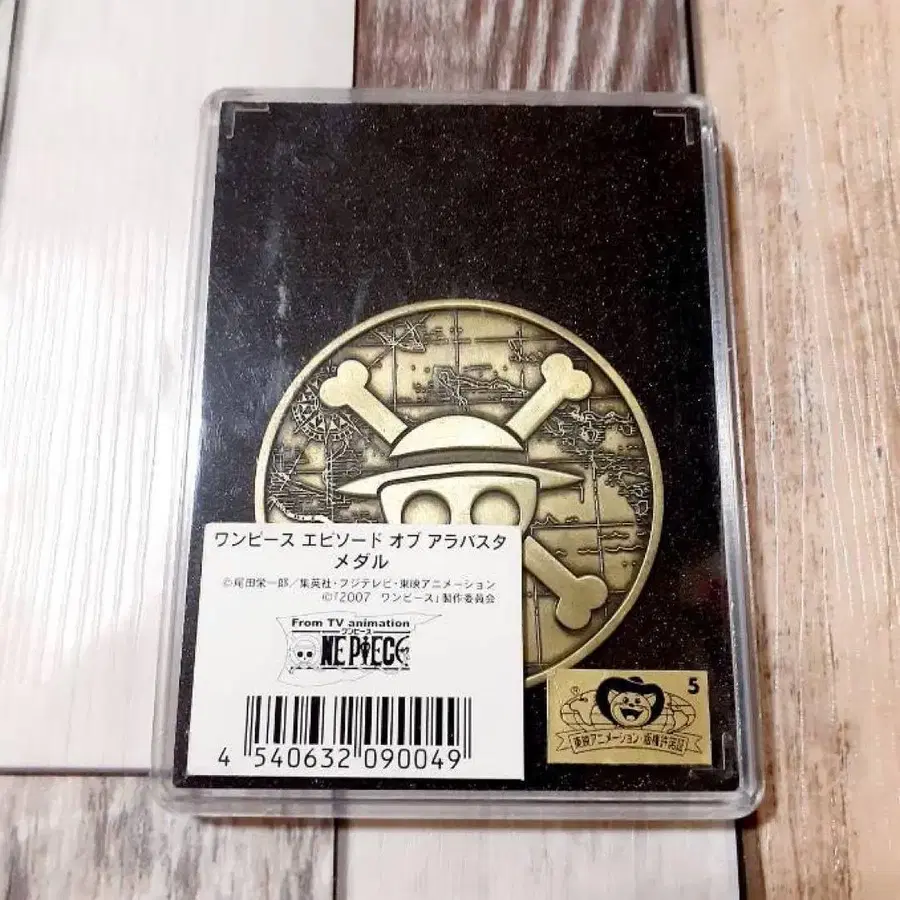 ワンピース エピソード オブ アラバスタ
メダル
©尾田栄一郎／集英社・フジテレビ・東映アニメーション
©「2007 ワンピース」製作委員会
From TV animation
ワンピース
ONE PIECE
4 540632 090049
5
東映アニメーション・版権許諾証